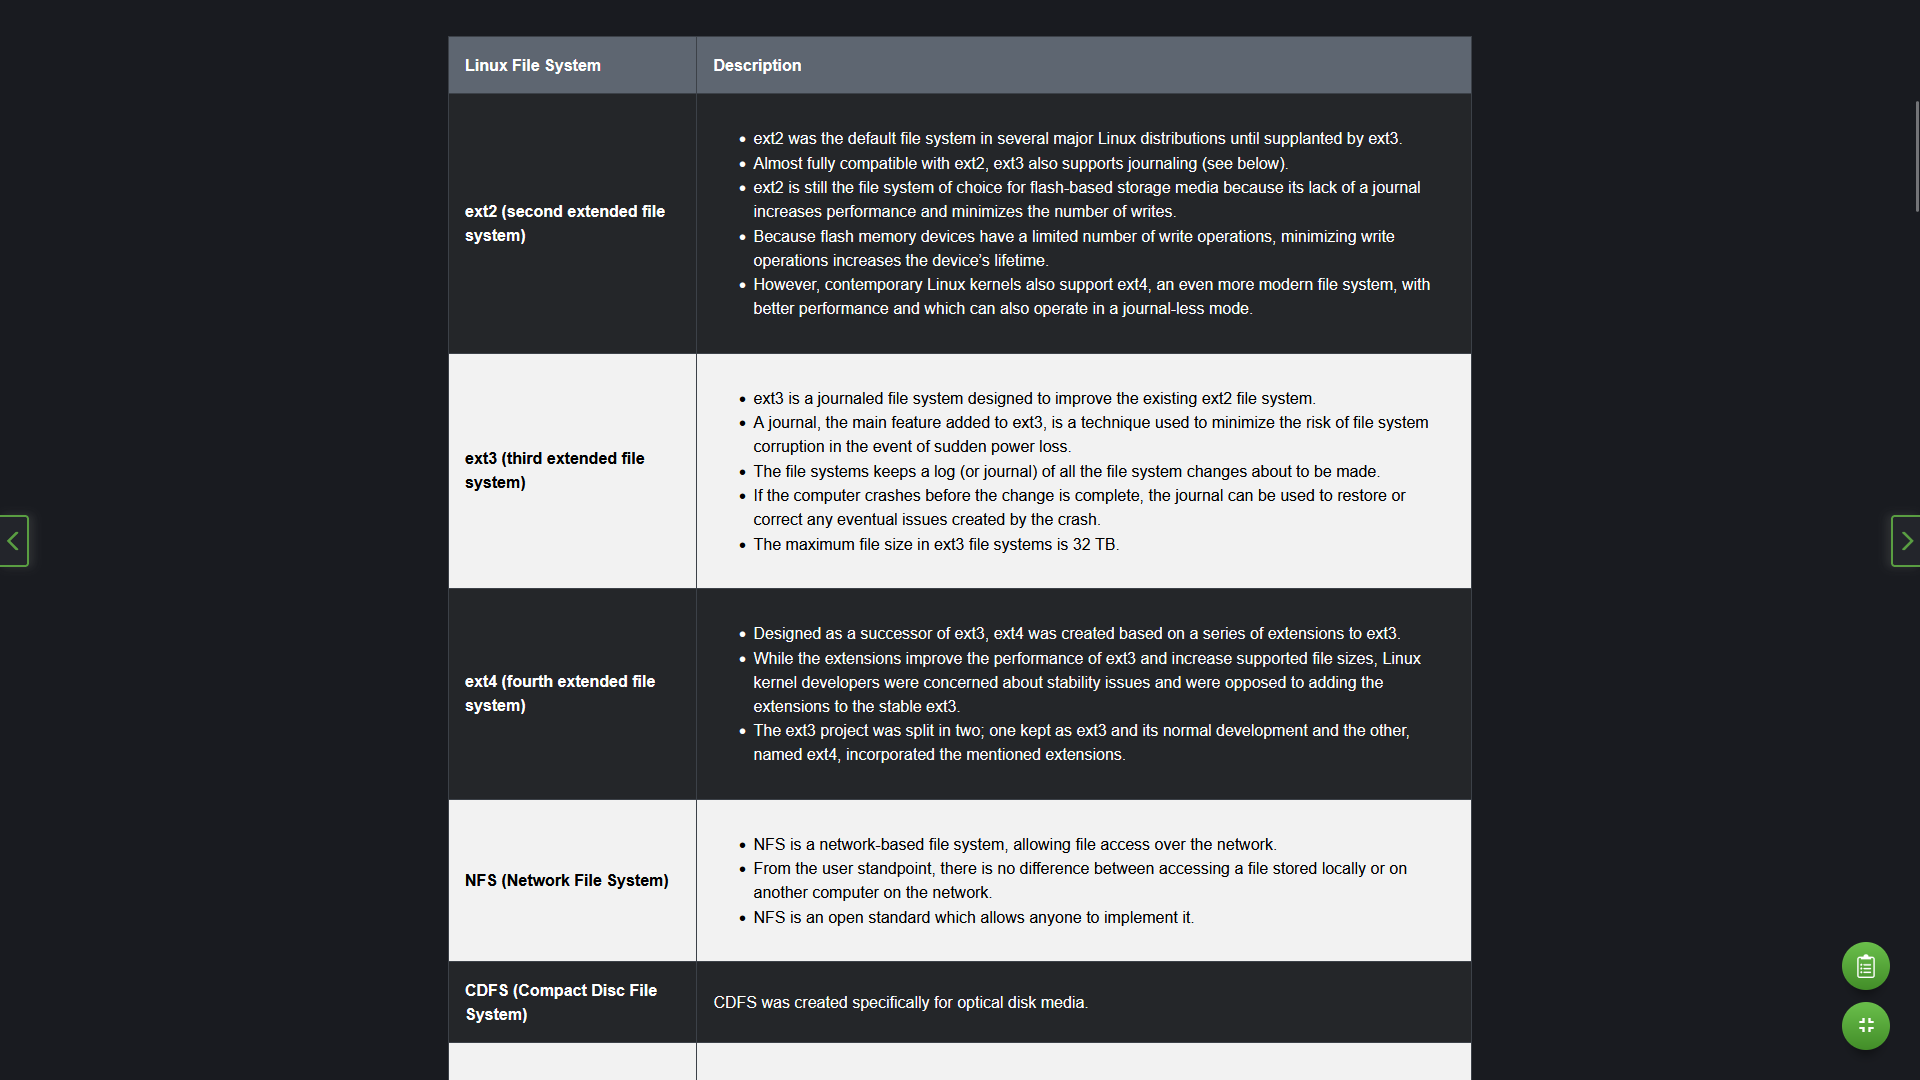 Linux File System
Description
ext2 (second extended file
system)
• ext2 was the default file system in several major Linux distributions until supplanted by ext3.
• Almost fully compatible with ext2, ext3 also supports journaling (see below).
• ext2 is still the file system of choice for flash-based storage media because its lack of a journal
increases performance and minimizes the number of writes.
• Because flash memory devices have a limited number of write operations, minimizing write
operations increases the device’s lifetime.
• However, contemporary Linux kernels also support ext4, an even more modern file system, with
better performance and which can also operate in a journal-less mode.
ext3 (third extended file
system)
• ext3 is a journaled file system designed to improve the existing ext2 file system.
• A journal, the main feature added to ext3, is a technique used to minimize the risk of file system
corruption in the event of sudden power loss.
• The file systems keeps a log (or journal) of all the file system changes about to be made.
• If the computer crashes before the change is complete, the journal can be used to restore or
correct any eventual issues created by the crash.
• The maximum file size in ext3 file systems is 32 TB.
ext4 (fourth extended file
system)
• Designed as a successor of ext3, ext4 was created based on a series of extensions to ext3.
• While the extensions improve the performance of ext3 and increase supported file sizes, Linux
kernel developers were concerned about stability issues and were opposed to adding the
extensions to the stable ext3.
• The ext3 project was split in two; one kept as ext3 and its normal development and the other,
named ext4, incorporated the mentioned extensions.
NFS (Network File System)
• NFS is a network-based file system, allowing file access over the network.
• From the user standpoint, there is no difference between accessing a file stored locally or on
another computer on the network.
• NFS is an open standard which allows anyone to implement it.
CDFS (Compact Disc File
System)
CDFS was created specifically for optical disk media.